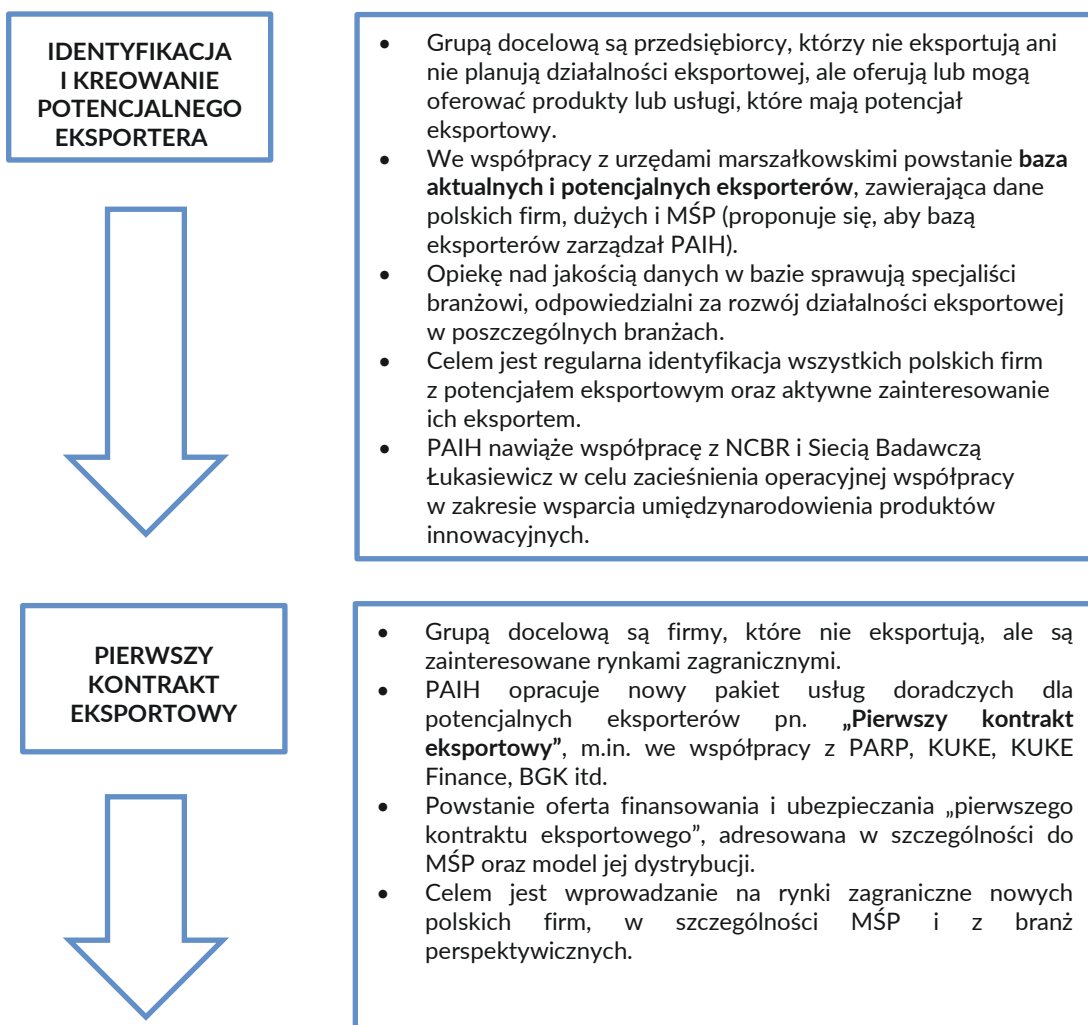 IDENTYFIKACJA
I KREOWANIE
POTENCJALNEGO
EKSPORTERA
• Grupą docelową są przedsiębiorcy, którzy nie eksportują ani
nie planują działalności eksportowej, ale oferują lub mogą
oferować produkty lub usługi, które mają potencjał
eksportowy.
• We współpracy z urzędami marszałkowskimi powstanie baza
aktualnych i potencjalnych eksporterów, zawierająca dane
polskich firm, dużych i MŚP (proponuje się, aby bazą
eksporterów zarządzał PAIH).
• Opiekę nad jakością danych w bazie sprawują specjaliści
branżowi, odpowiedzialni za rozwój działalności eksportowej
w poszczególnych branżach.
• Celem jest regularna identyfikacja wszystkich polskich firm
z potencjałem eksportowym oraz aktywne zainteresowanie
ich eksportem.
• PAIH nawiąże współpracę z NCBR i Siecią Badawczą
Łukasiewicz w celu zacieśnienia operacyjnej współpracy
w zakresie wsparcia umiędzynarodowienia produktów
innowacyjnych.
PIERWSZY
KONTRAKT
EKSPORTOWY
• Grupą docelową są firmy, które nie eksportują, ale są
zainteresowane rynkami zagranicznymi.
• PAIH opracuje nowy pakiet usług doradczych dla
potencjalnych eksporterów pn. „Pierwszy kontrakt
eksportowy”, m.in. we współpracy z PARP, KUKE, KUKE
Finance, BGK itd.
• Powstanie oferta finansowania i ubezpieczania „pierwszego
kontraktu eksportowego”, adresowana w szczególności do
MŚP oraz model jej dystrybucji.
• Celem jest wprowadzanie na rynki zagraniczne nowych
polskich firm, w szczególności MŚP i z branż
perspektywicznych.